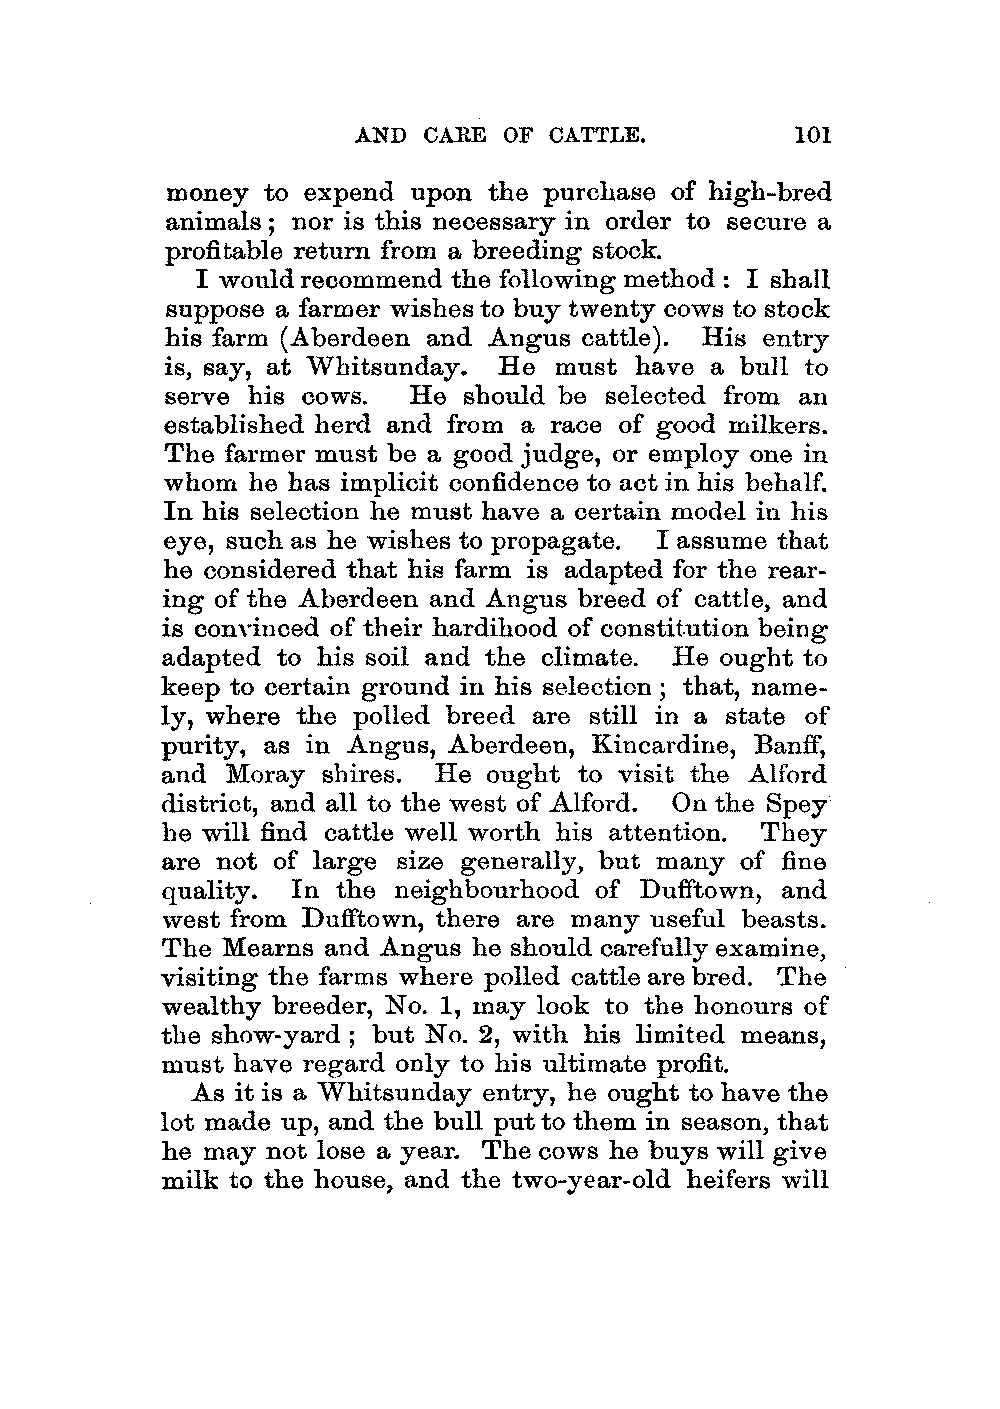 AND CARE OF CATTLE. 101
money to expend upon the purchase of high-bred
animals; nor is this necessary in order to secure a
profitable return from a breeding stock.
I would recommend the following method: I shall
suppose a farmer wishes to buy twenty cows to stock
his farm (Aberdeen and Angus cattle). His entry
is, say, at Whitsunday. He must have a bull to
serve his cows. He should be selected from an
established herd and from a race of good milkers.
The farmer must be a good judge, or employ one in
whom he has implicit confidence to act in his behalf.
In his selection he must have a certain model in his
eye, such as he wishes to propagate. I assume that
he considered that his farm is adapted for the rear-
ing of the Aberdeen and Angus breed of cattle, and
is convinced of their hardihood of constitution being
adapted to his soil and the climate. He ought to
keep to certain ground in his selection; that, name-
ly, where the polled breed are still in a state of
purity, as in Angus, Aberdeen, Kincardine, Banff,
and Moray shires. He ought to visit the Alford
district, and all to the west of Alford. On the Spey
he will find cattle well worth his attention. They
are not of large size generally, but many of fine
quality. In the neighbourhood of Dufftown, and
west from Dufftown, there are many useful beasts.
The Mearns and Angus he should carefully examine,
visiting the farms where polled cattle are bred. The
wealthy breeder, No. 1, may look to the honours of
the show-yard; but No. 2, with his limited means,
must have regard only to his ultimate profit.
As it is a Whitsunday entry, he ought to have the
lot made up, and the bull put to them in season, that
he may not lose a year. The cows he buys will give
milk to the house, and the two-year-old heifers will